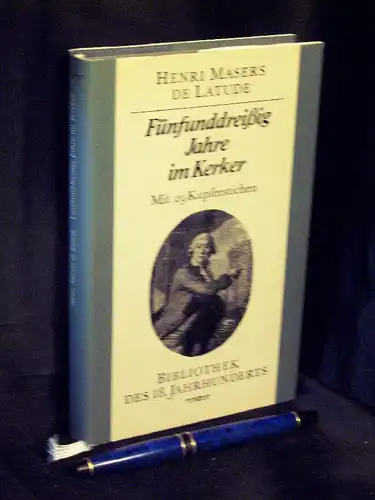 HENRI MASERS
DE LATUDE
Fünfunddreißig
Jahre
im Kerker
Mit 29 Kupferstichen
BIBLIOTHEK
DES 18. JAHRHUNDERTS